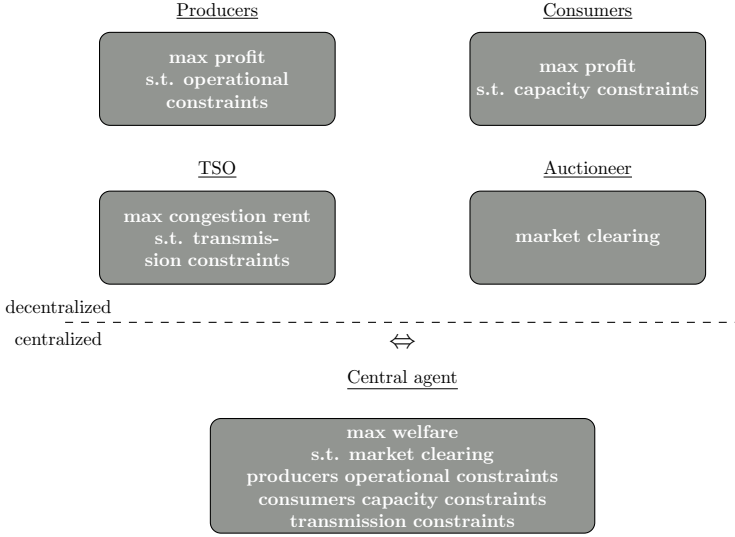 Producers
max profit
s.t. operational
constraints
Consumers
max profit
s.t. capacity constraints
TSO
max congestion rent
s.t. transmis-
sion constraints
Auctioneer
market clearing
decentralized
centralized
⇔
Central agent
max welfare
s.t. market clearing
producers operational constraints
consumers capacity constraints
transmission constraints